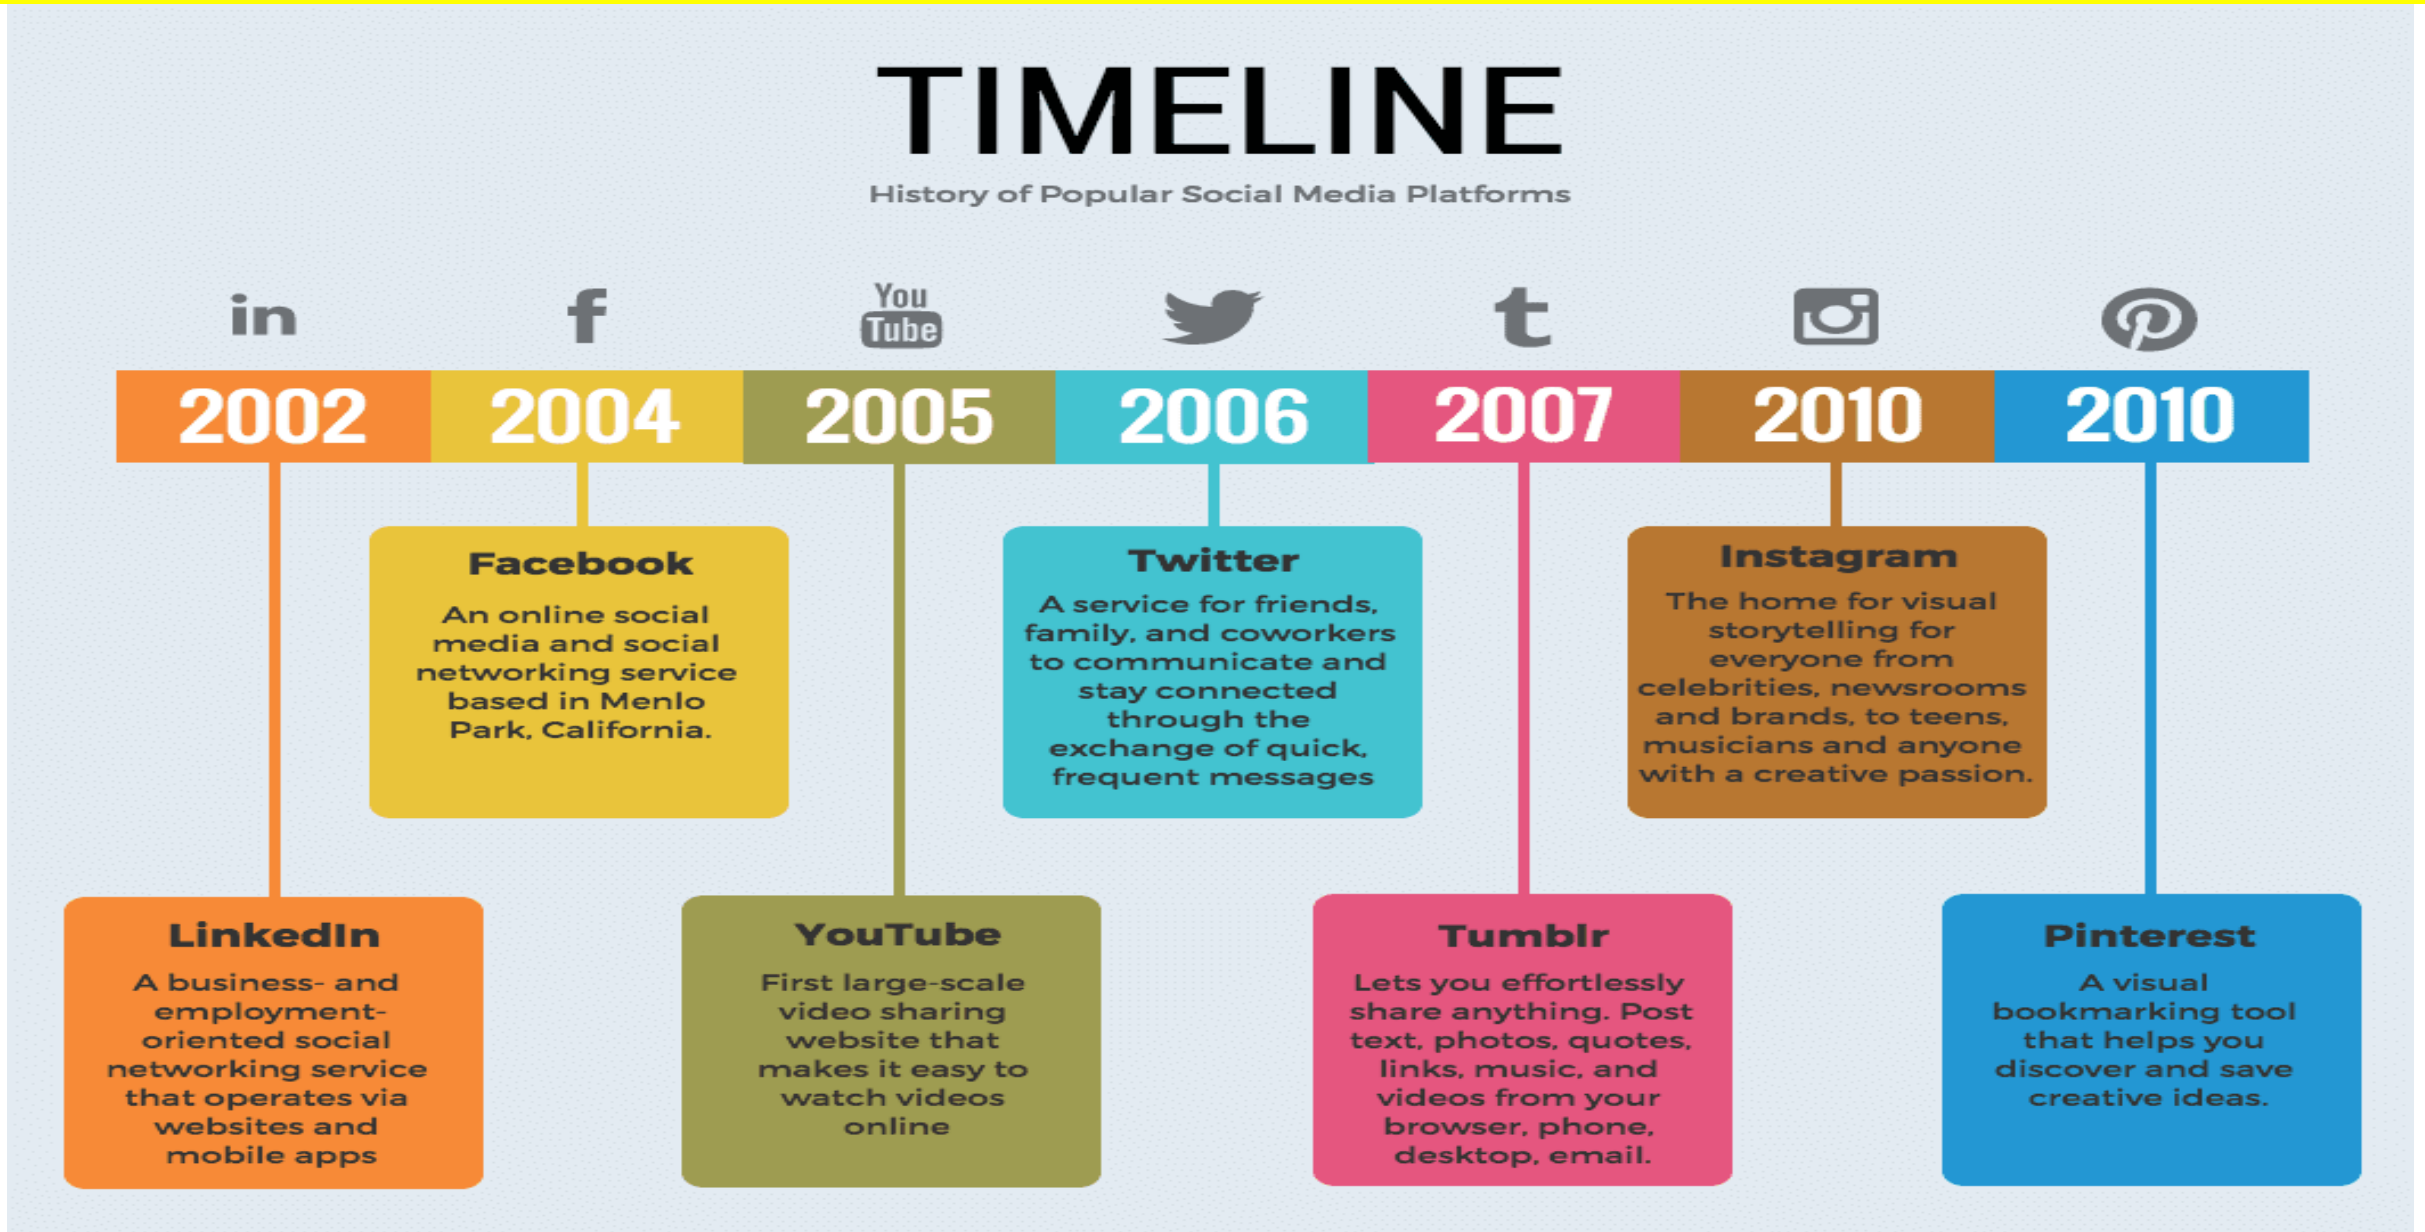 TIMELINE
History of Popular Social Media Platforms
in
f
You
Tube
t
2002
2004
2005
2006
2007
2010
2010
Facebook
An online social
media and social
networking service
based in Menlo
Park, California.
Twitter
A service for friends,
family, and coworkers
to communicate and
stay connected
through the
exchange of quick,
frequent messages
Instagram
The home for visual
storytelling for
everyone from
celebrities, newsrooms
and brands, to teens,
musicians and anyone
with a creative passion.
LinkedIn
A business- and
employment-
oriented social
networking service
that operates via
websites and
mobile apps
YouTube
First large-scale
video sharing
website that
makes it easy to
watch videos
online
Tumblr
Lets you effortlessly
share anything. Post
text, photos, quotes,
links, music, and
videos from your
browser, phone,
desktop, email.
Pinterest
A visual
bookmarking tool
that helps you
discover and save
creative ideas.